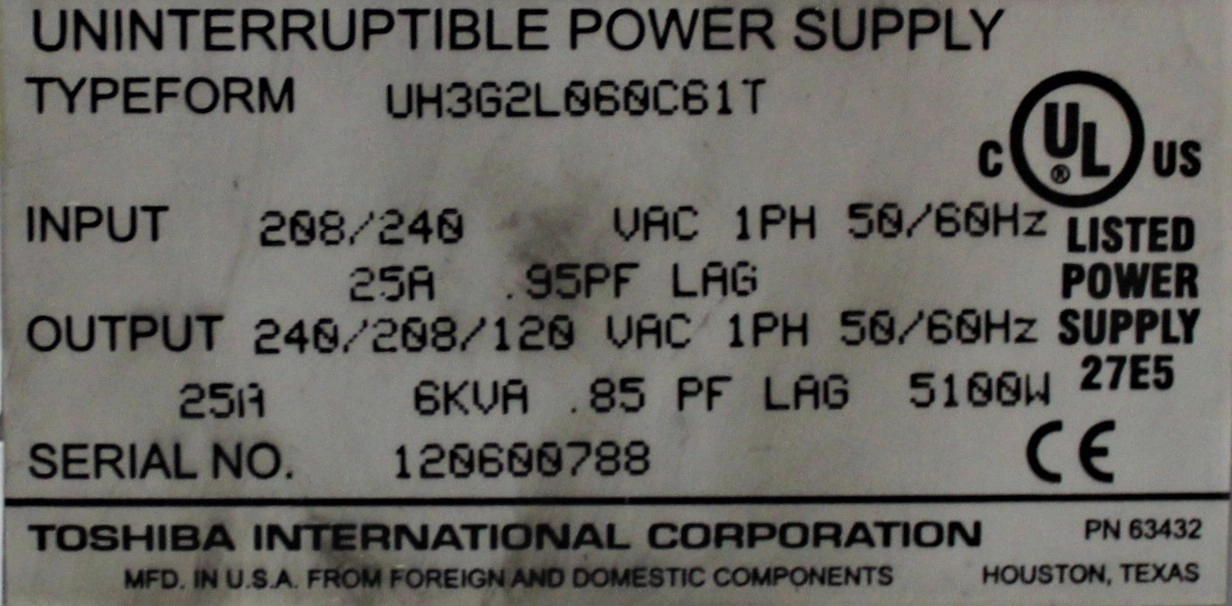 UNINTERRUPTIBLE POWER SUPPLY
TYPEFORM UH3G2L060C61T
C UL ® US
INPUT 208/240 VAC 1PH 50/60Hz
LISTED
25A .95PF LAG
POWER
OUTPUT 240/208/120 VAC 1PH 50/60Hz
SUPPLY
25A 6KVA .85 PF LAG 5100W
27E5
SERIAL NO. 120600788
CE
TOSHIBA INTERNATIONAL CORPORATION PN 63432
MFD. IN U.S.A. FROM FOREIGN AND DOMESTIC COMPONENTS HOUSTON, TEXAS